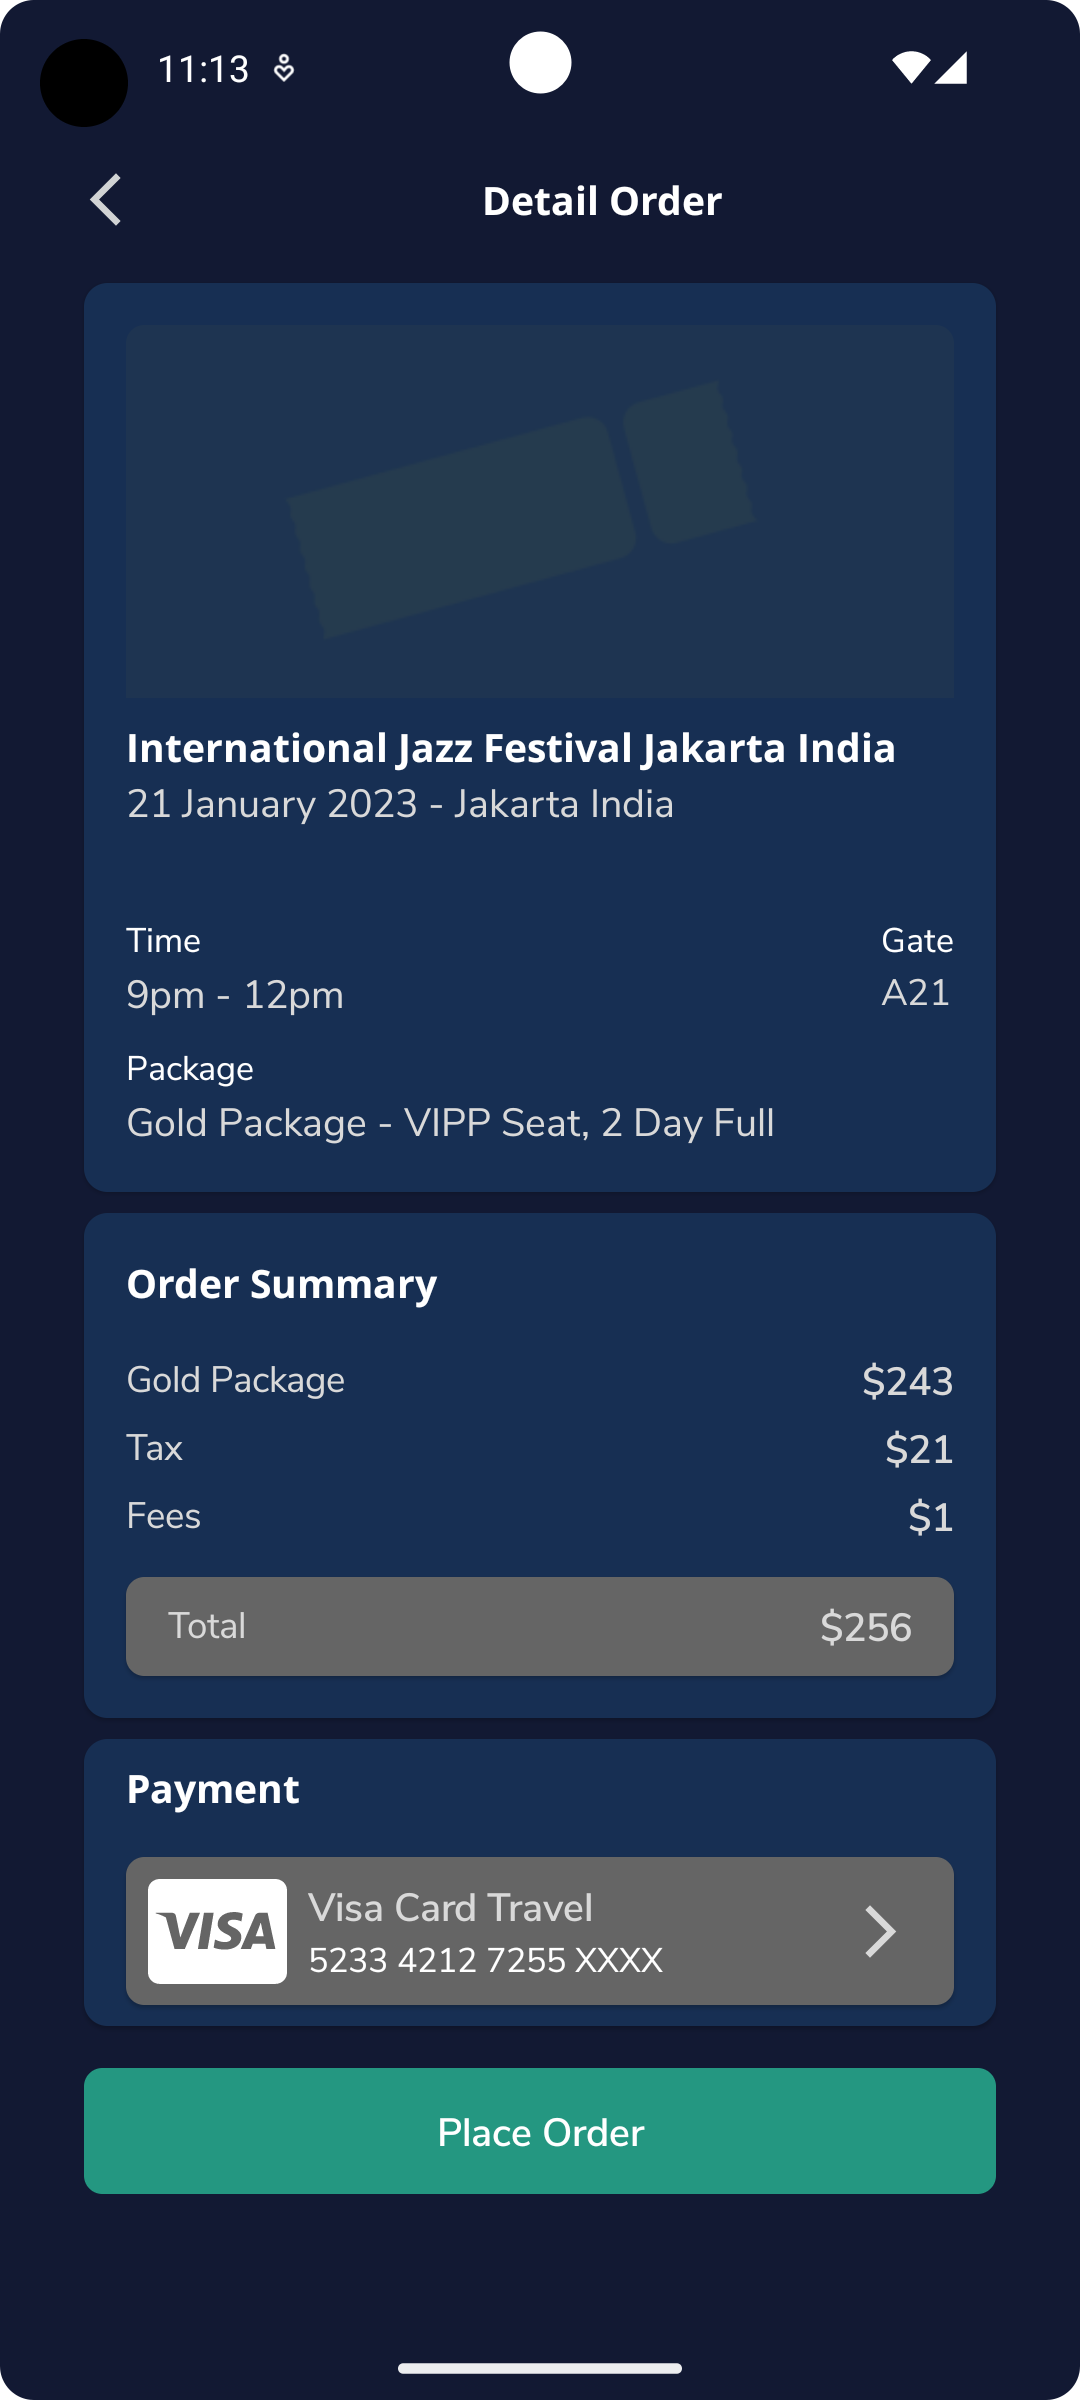 11:13
Detail Order
International Jazz Festival Jakarta India
21 January 2023 - Jakarta India
Time
Gate
9pm - 12pm
A21
Package
Gold Package - VIPP Seat, 2 Day Full
Order Summary
Gold Package $243
Tax $21
Fees $1
Total $256
Payment
VISA
Visa Card Travel
5233 4212 7255 XXXX
Place Order